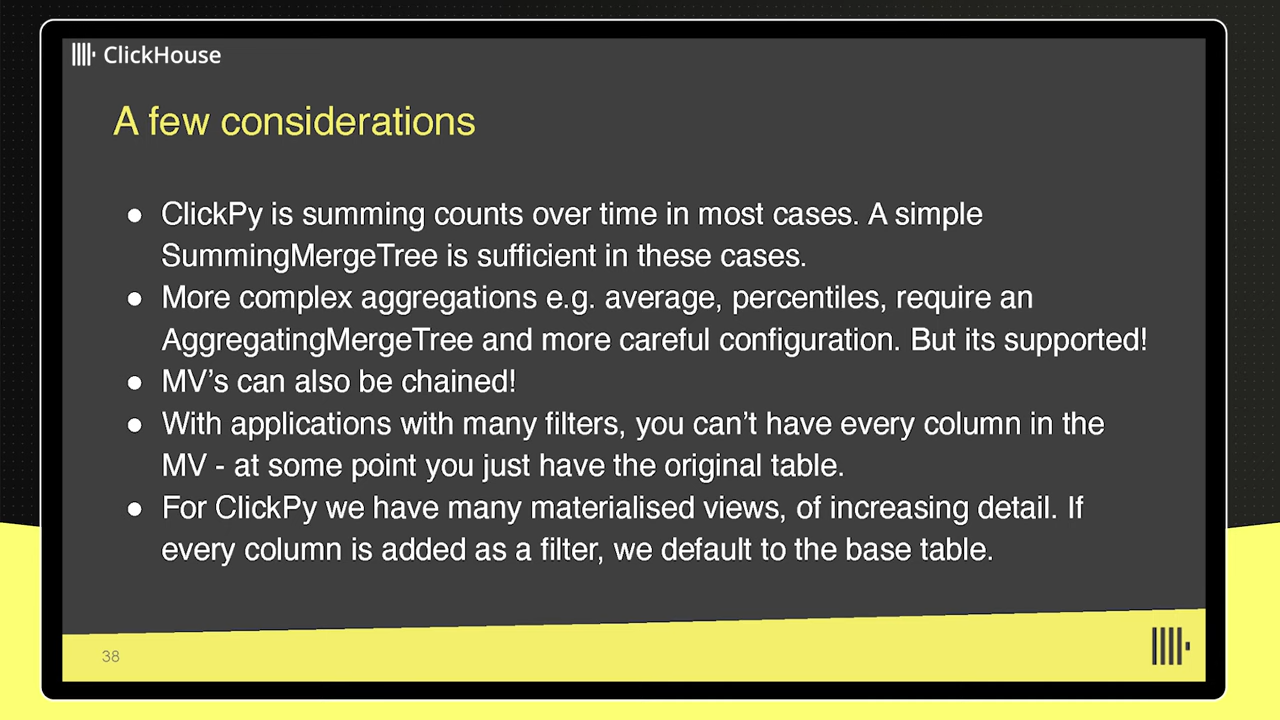 ClickHouse
A few considerations
● ClickPy is summing counts over time in most cases. A simple
SummingMergeTree is sufficient in these cases.
● More complex aggregations e.g. average, percentiles, require an
AggregatingMergeTree and more careful configuration. But its supported!
● MV’s can also be chained!
● With applications with many filters, you can’t have every column in the
MV - at some point you just have the original table.
● For ClickPy we have many materialised views, of increasing detail. If
every column is added as a filter, we default to the base table.
38